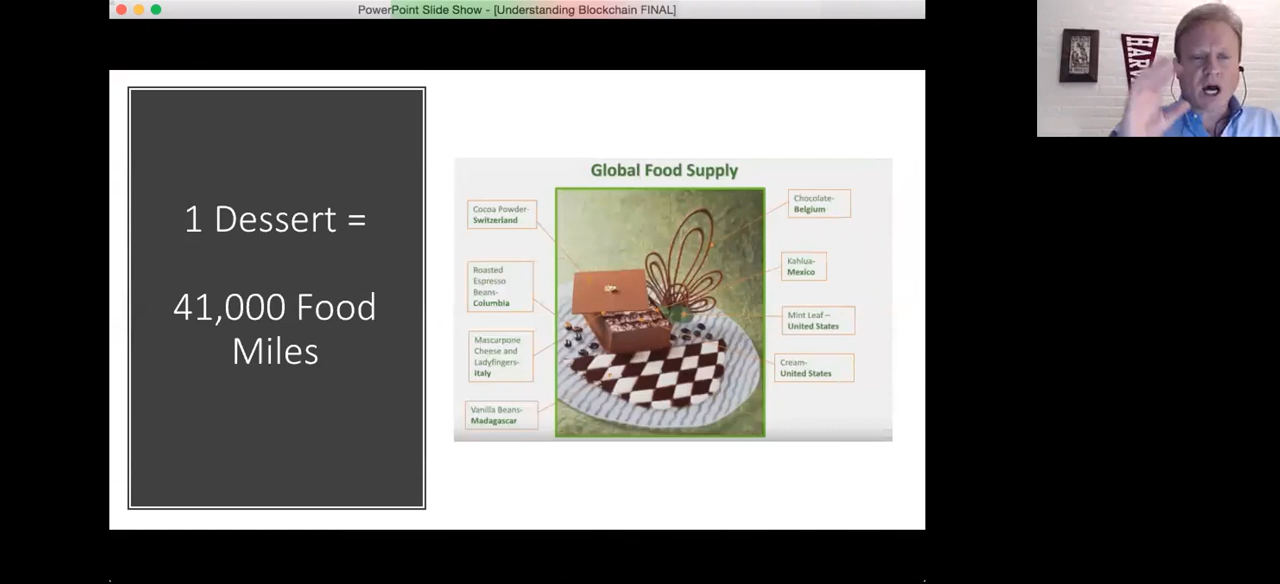 PowerPoint Slide Show - [Understanding Blockchain FINAL]
1 Dessert =
41,000 Food
Miles
Global Food Supply
Cocoa Powder-
Switzerland
Roasted
Espresso
Beans-
Columbia
Mascarpone
Cheese and
Ladyfingers-
Italy
Vanilla Beans-
Madagascar
Chocolate-
Belgium
Kahlua-
Mexico
Mint Leaf –
United States
Cream-
United States
HARV